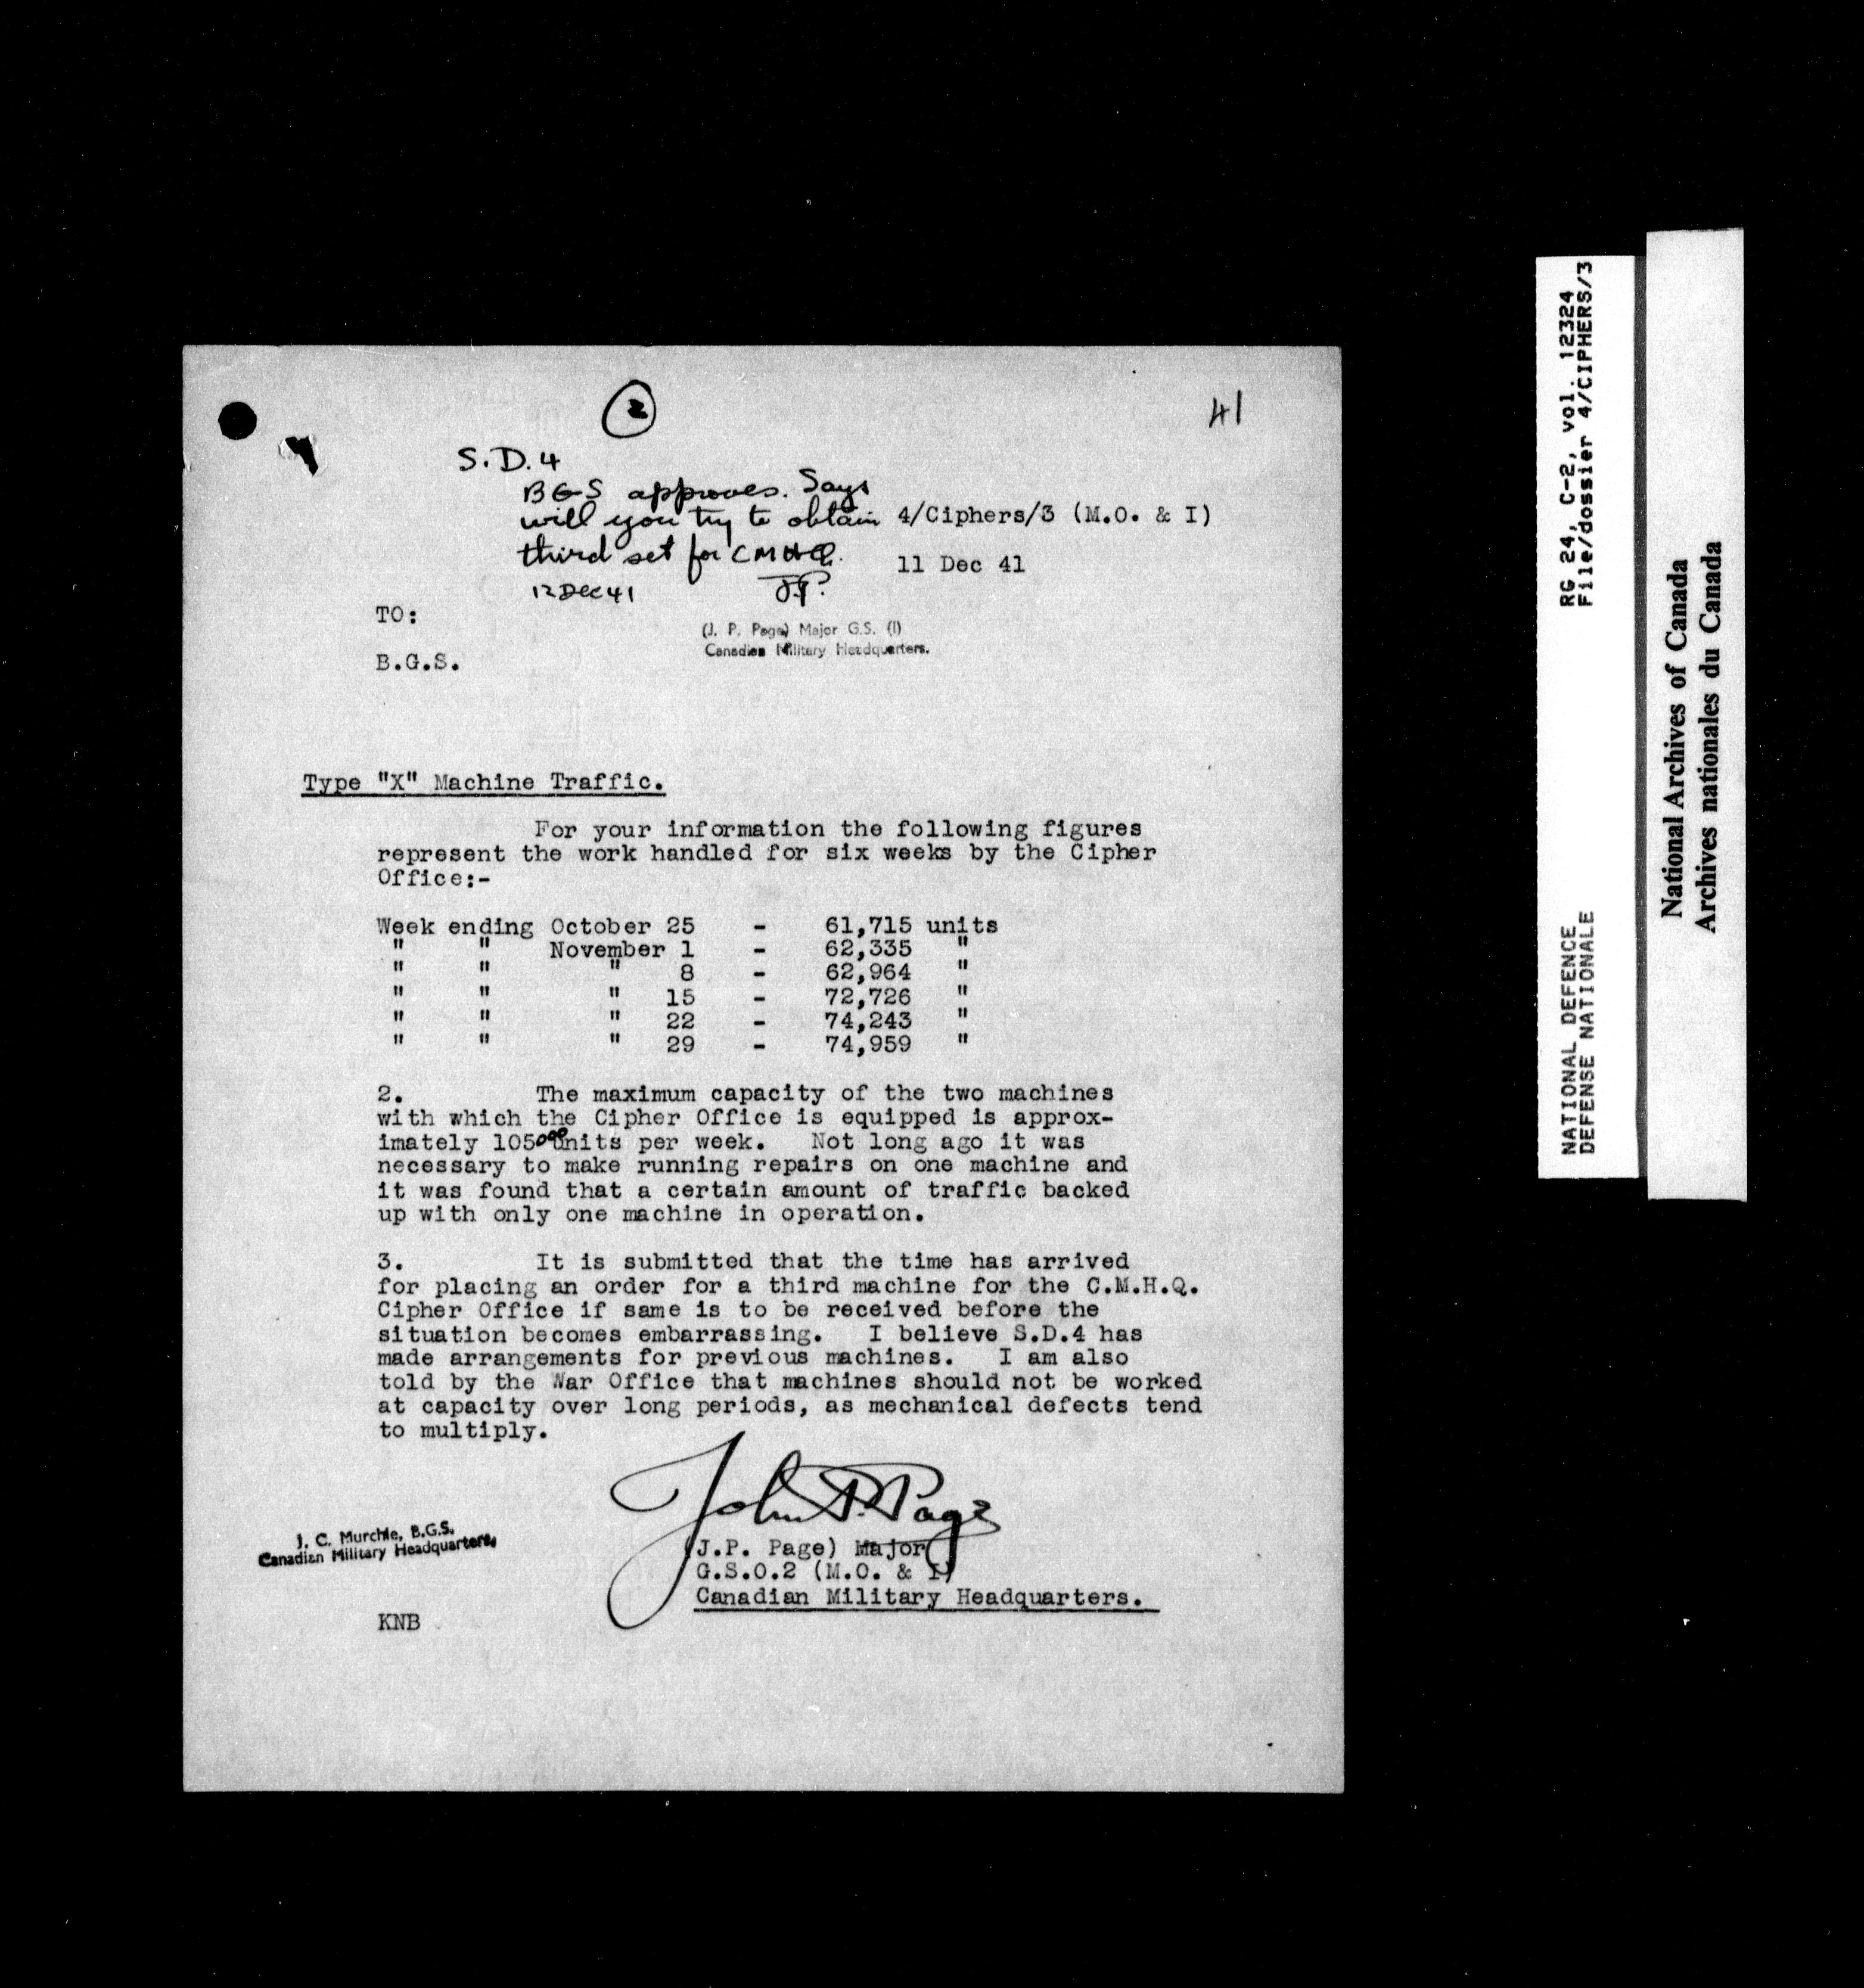 2
41
S.D.4
BGS approves. Says
will you try to obtain 4/Ciphers/3 (M.O. & I)
third set for CMHQ.
11 Dec 41
12 Dec 41 J.P.
TO:
(J. P. Page) Major G.S. (I)
Canadian Military Headquarters.
B.G.S.
Type "X" Machine Traffic.
For your information the following figures
represent the work handled for six weeks by the Cipher
Office:-
Week ending October 25 - 61,715 units
" " November 1 - 62,335 "
" " " 8 - 62,964 "
" " " 15 - 72,726 "
" " " 22 - 74,243 "
" " " 29 - 74,959 "
2. The maximum capacity of the two machines
with which the Cipher Office is equipped is approx-
imately 105000 units per week. Not long ago it was
necessary to make running repairs on one machine and
it was found that a certain amount of traffic backed
up with only one machine in operation.
3. It is submitted that the time has arrived
for placing an order for a third machine for the C.M.H.Q.
Cipher Office if same is to be received before the
situation becomes embarrassing. I believe S.D.4 has
made arrangements for previous machines. I am also
told by the War Office that machines should not be worked
at capacity over long periods, as mechanical defects tend
to multiply.
John P. Page
J. C. Murchie, B.G.S.
Canadian Military Headquarters,
(J.P. Page) Major
G.S.O.2 (M.O. & I)
Canadian Military Headquarters.
KNB
RG 24, C-2, vol. 12324
File/dossier 4/CIPHERS/3
NATIONAL DEFENCE
DEFENSE NATIONALE
National Archives of Canada
Archives nationales du Canada